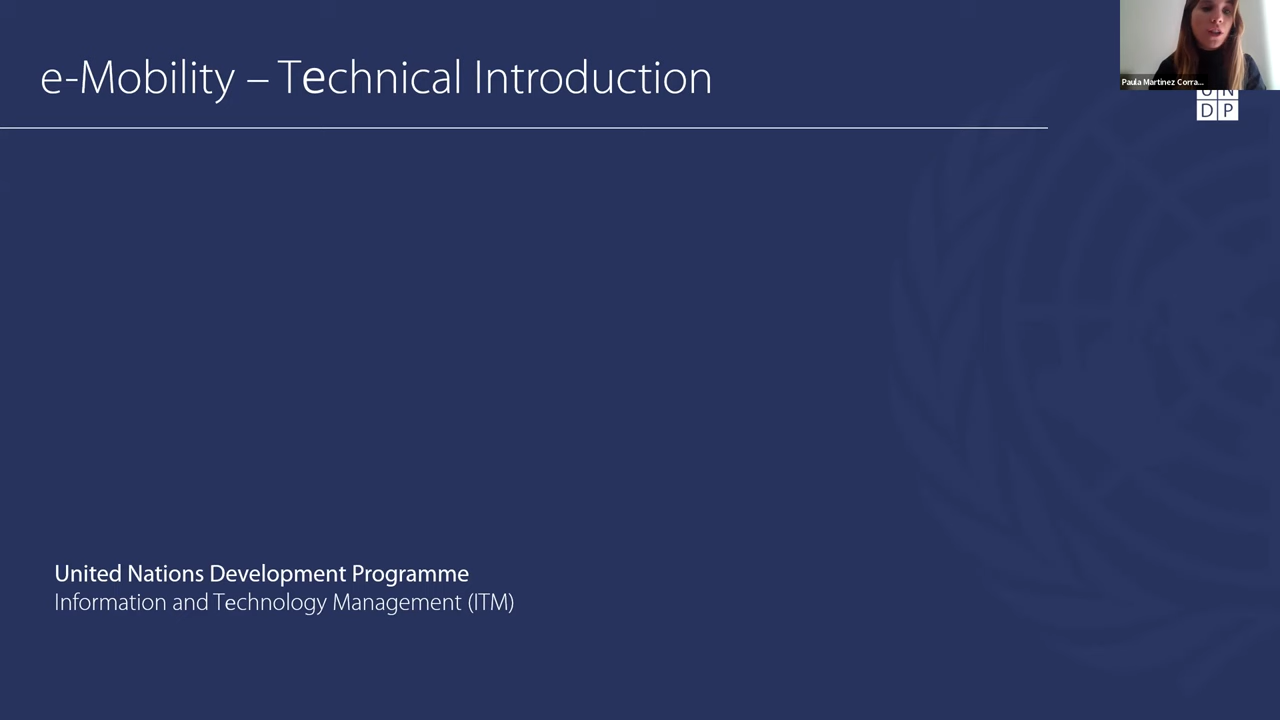 e-Mobility – Technical Introduction
Paula Martinez Corra...
U N
D P
United Nations Development Programme
Information and Technology Management (ITM)